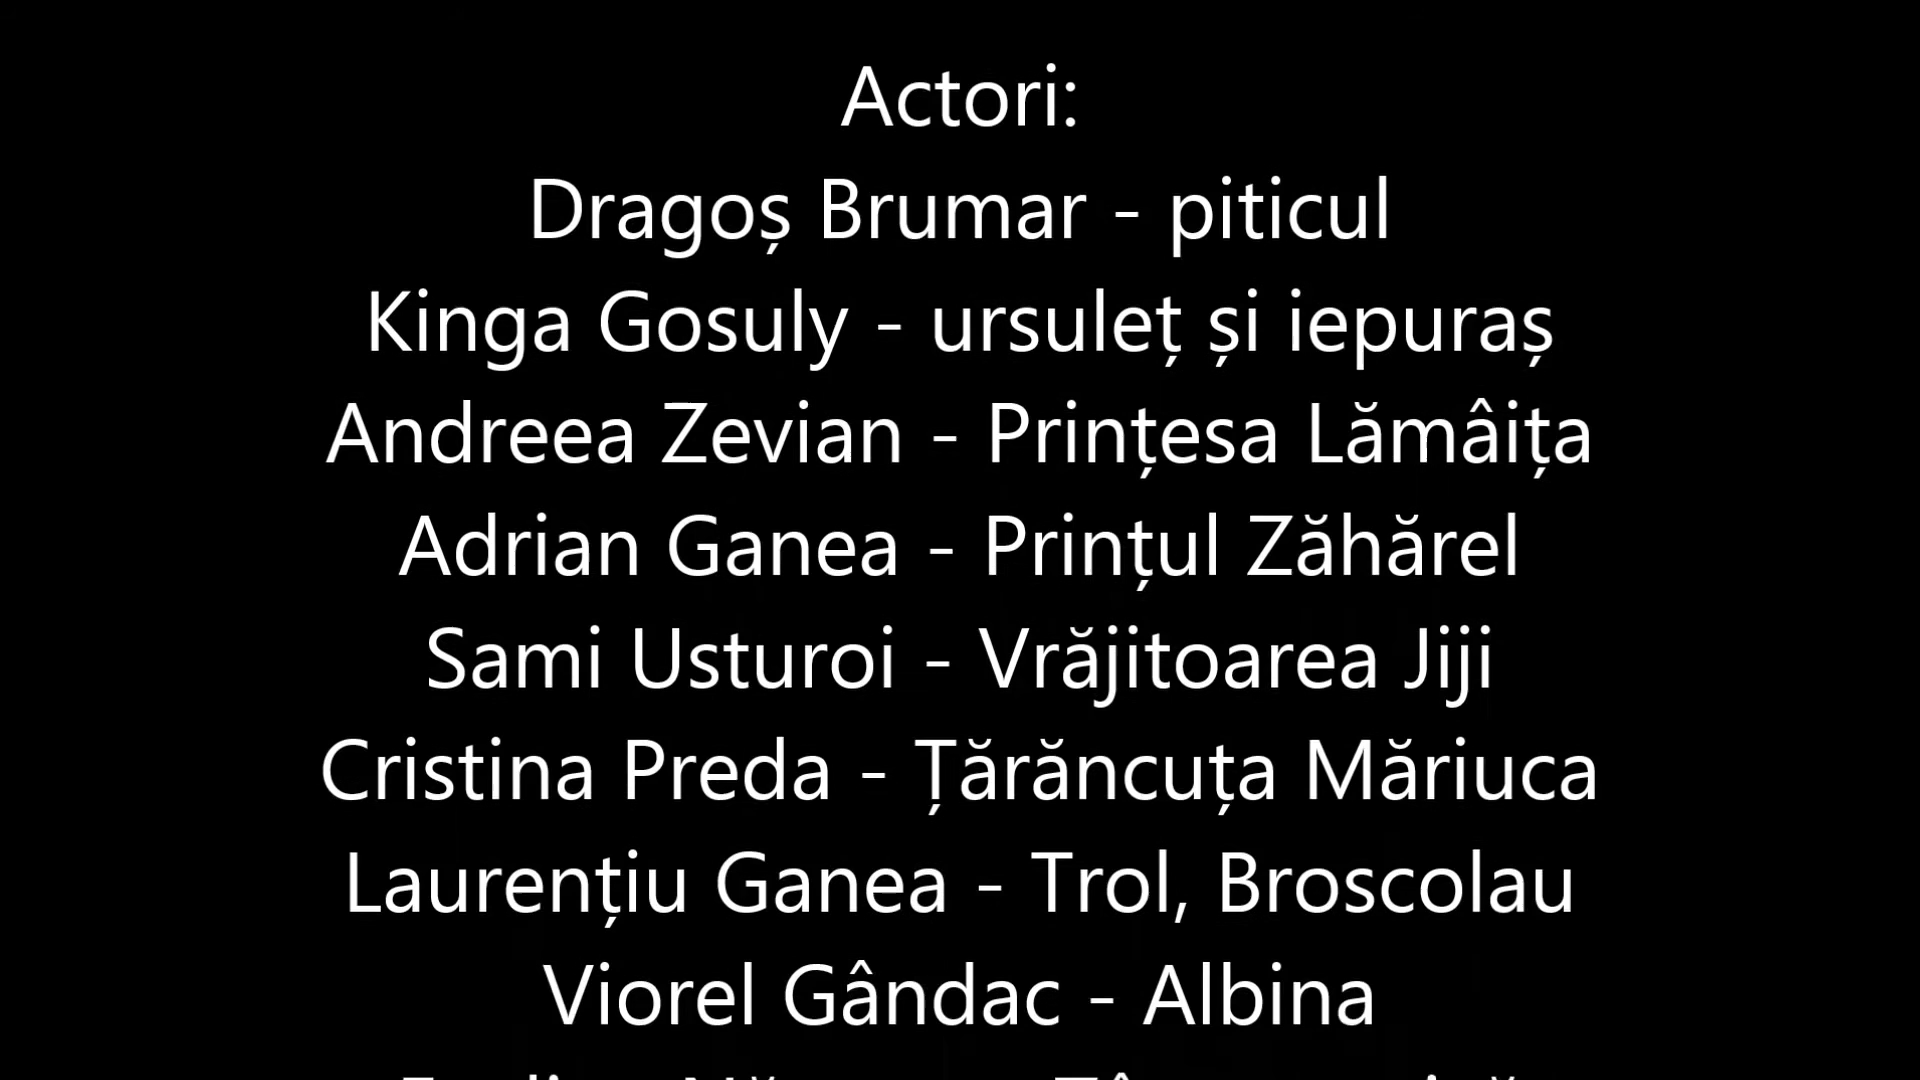 Actori:
Dragoș Brumar - piticul
Kinga Gosuly - ursuleț și iepuraș
Andreea Zevian - Prințesa Lămâița
Adrian Ganea - Prințul Zăhărel
Sami Usturoi - Vrăjitoarea Jiji
Cristina Preda - Țărăncuța Măriuca
Laurențiu Ganea - Trol, Broscolau
Viorel Gândac - Albina